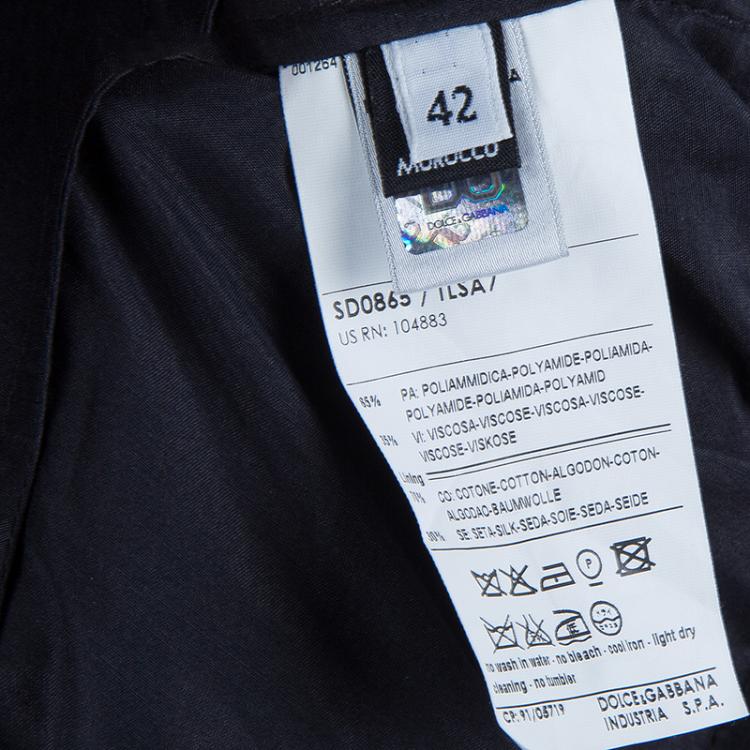 001264
42
MOROCCO
DOLCE&GABBANA
SD0865 / 1LSA7
US RN: 104883
65% PA: POLIAMMIDICA-POLYAMIDE-POLIAMIDA-
POLYAMIDE-POLIAMIDA-POLYAMID
35% VI: VISCOSA-VISCOSE-VISCOSA-VISCOSE-
VISCOSE-VISKOSE
Lining
70% CO: COTONE-COTTON-ALGODON-COTON-
ALGODAO-BAUMWOLLE
30% SE: SETA-SILK-SEDA-SOIE-SEDA-SEIDE
P
no wash in water - no bleach - cool iron - light dry
cleaning - no tumbler
CP: 91/05719
DOLCE&GABBANA
INDUSTRIA S.P.A.